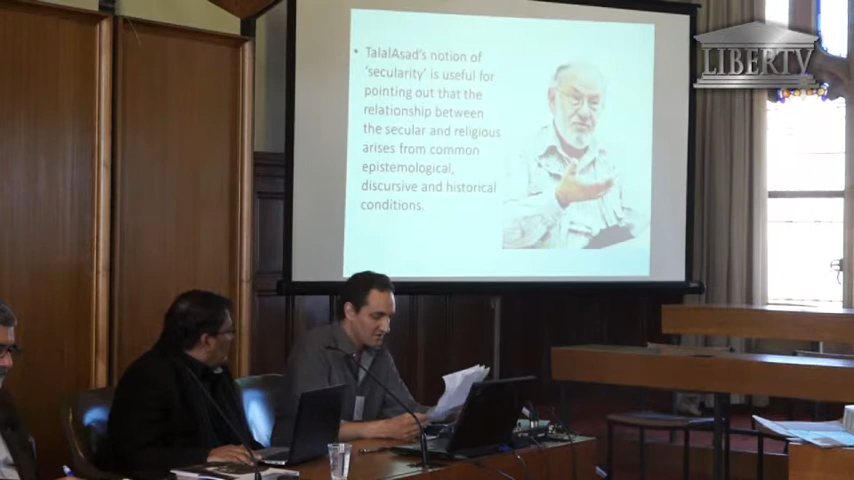 LIBERTY
• TalalAsad's notion of
'secularity' is useful for
pointing out that the
relationship between
the secular and religious
arises from common
epistemological,
discursive and historical
conditions.